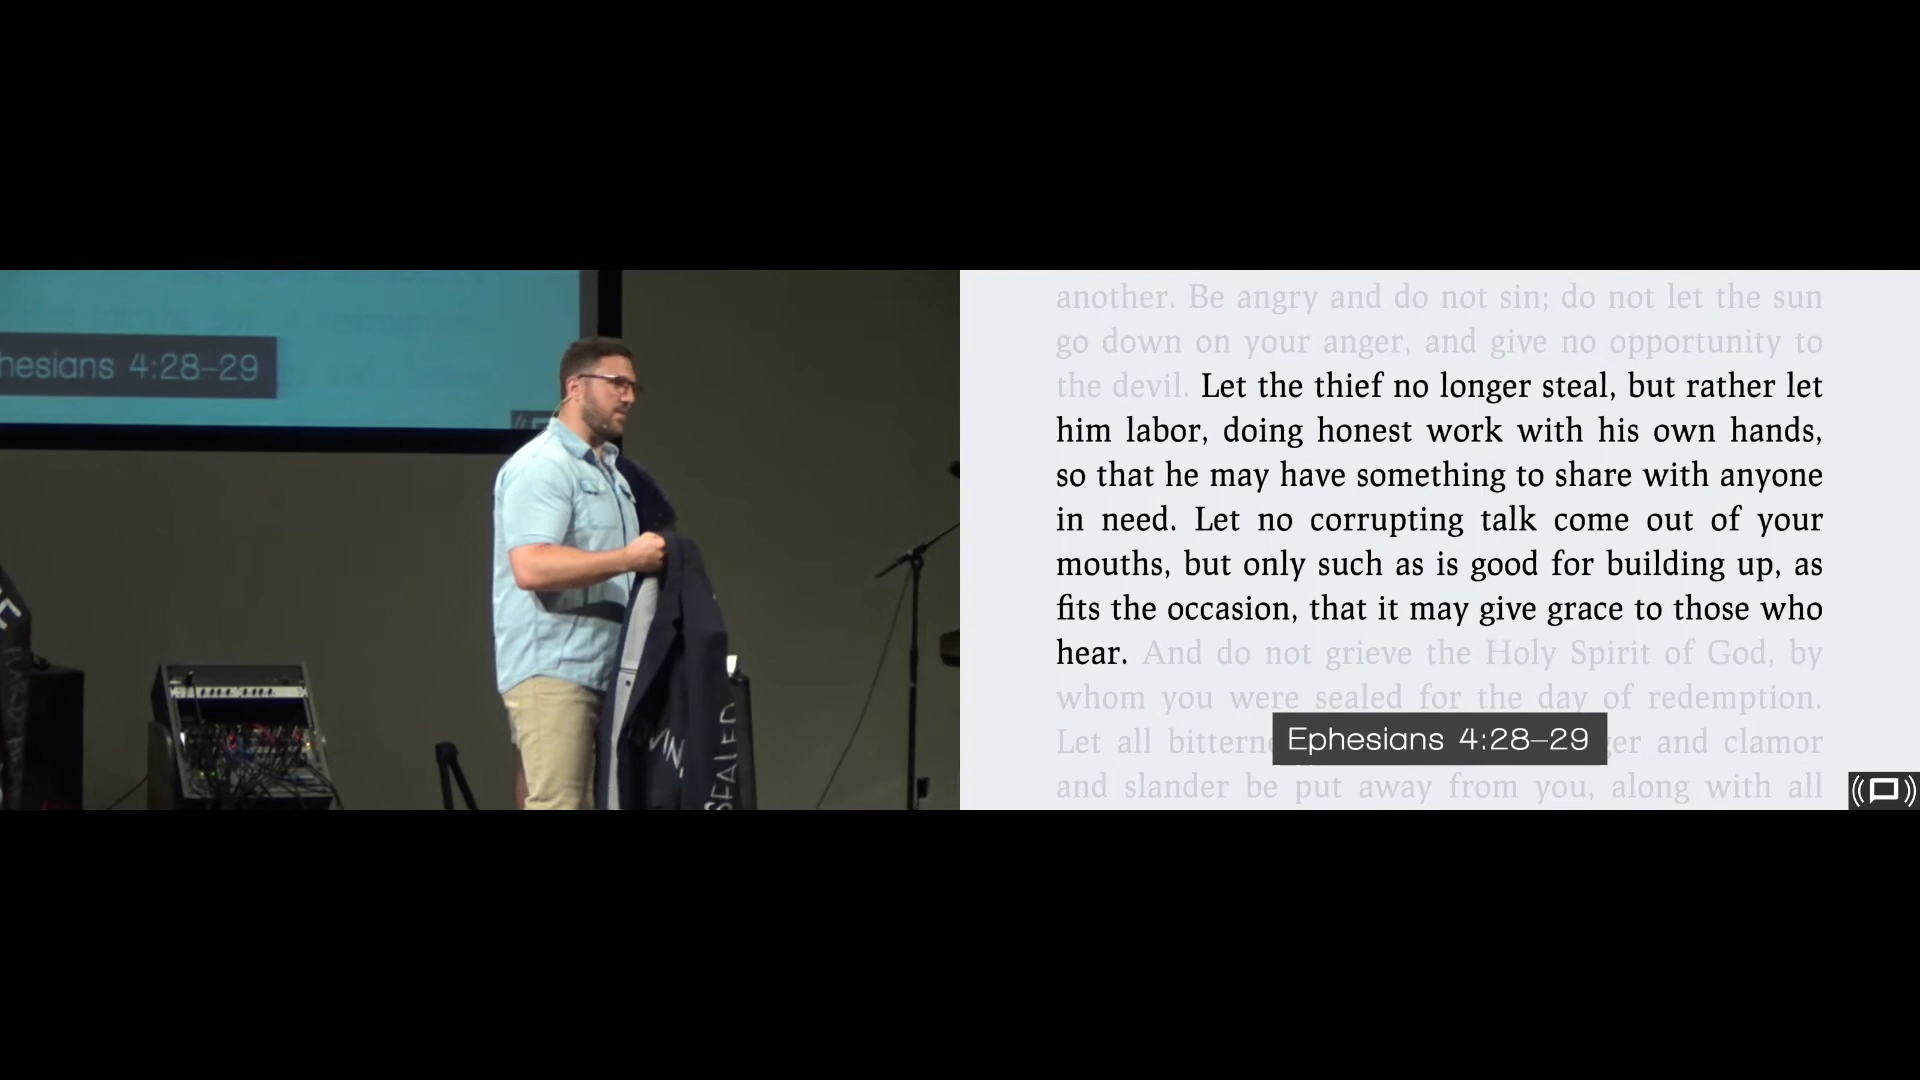 hesians 4:28–29
SEALED
another. Be angry and do not sin; do not let the sun
go down on your anger, and give no opportunity to
the devil. Let the thief no longer steal, but rather let
him labor, doing honest work with his own hands,
so that he may have something to share with anyone
in need. Let no corrupting talk come out of your
mouths, but only such as is good for building up, as
fits the occasion, that it may give grace to those who
hear. And do not grieve the Holy Spirit of God, by
whom you were sealed for the day of redemption.
Let all bittern ger and clamor
Ephesians 4:28–29
and slander be put away from you, along with all